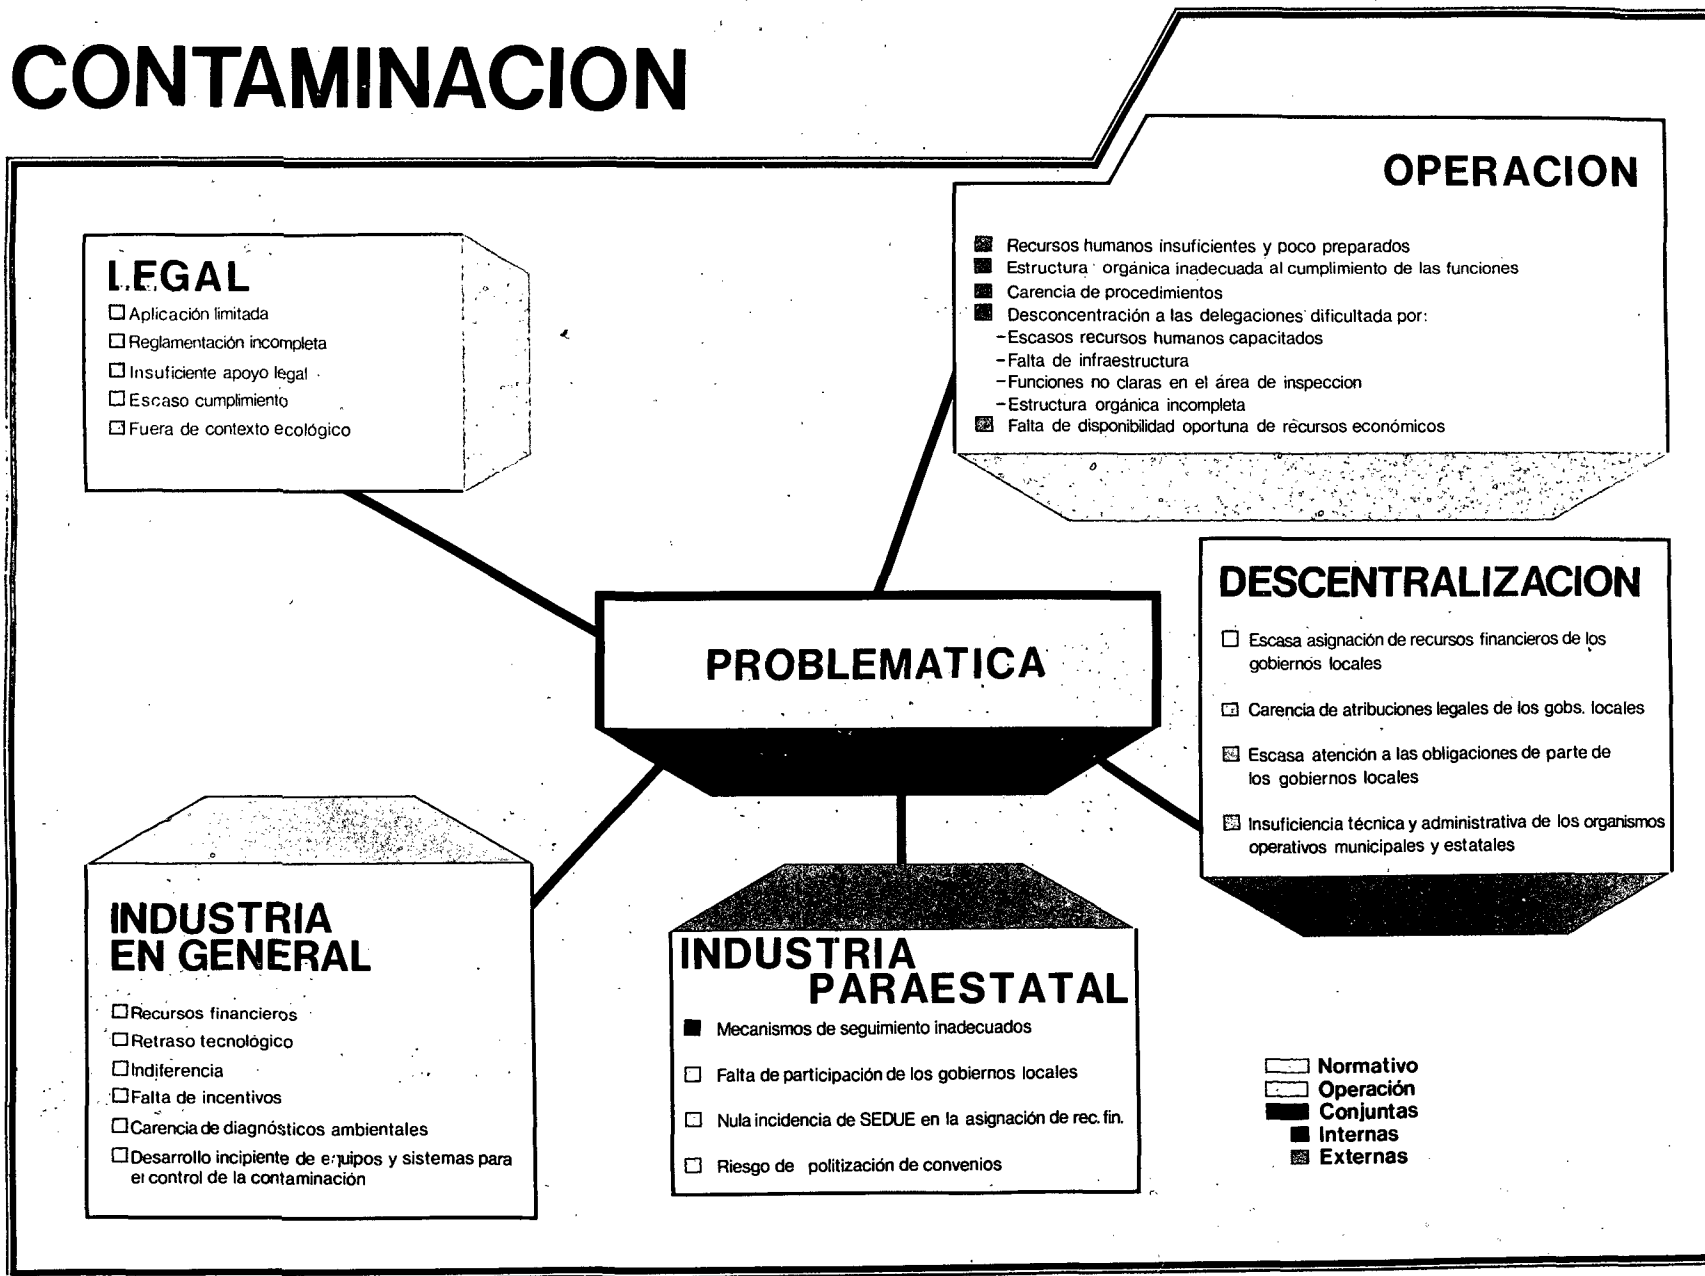 CONTAMINACION
OPERACION
Recursos humanos insuficientes y poco preparados
Estructura orgánica inadecuada al cumplimiento de las funciones
Carencia de procedimientos
Desconcentración a las delegaciones dificultada por:
-Escasos recursos humanos capacitados
-Falta de infraestructura
-Funciones no claras en el área de inspeccion
-Estructura orgánica incompleta
Falta de disponibilidad oportuna de recursos económicos
LEGAL
Aplicación limitada
Reglamentación incompleta
Insuficiente apoyo legal
Escaso cumplimiento
Fuera de contexto ecológico
PROBLEMATICA
DESCENTRALIZACION
Escasa asignación de recursos financieros de los
gobiernos locales
Carencia de atribuciones legales de los gobs. locales
Escasa atención a las obligaciones de parte de
los gobiernos locales
Insuficiencia técnica y administrativa de los organismos
operativos municipales y estatales
INDUSTRIA
EN GENERAL
Recursos financieros
Retraso tecnológico
Indiferencia
Falta de incentivos
Carencia de diagnósticos ambientales
Desarrollo incipiente de equipos y sistemas para
el control de la contaminación
INDUSTRIA
PARAESTATAL
Mecanismos de seguimiento inadecuados
Falta de participación de los gobiernos locales
Nula incidencia de SEDUE en la asignación de rec. fin.
Riesgo de politización de convenios
Normativo
Operación
Conjuntas
Internas
Externas